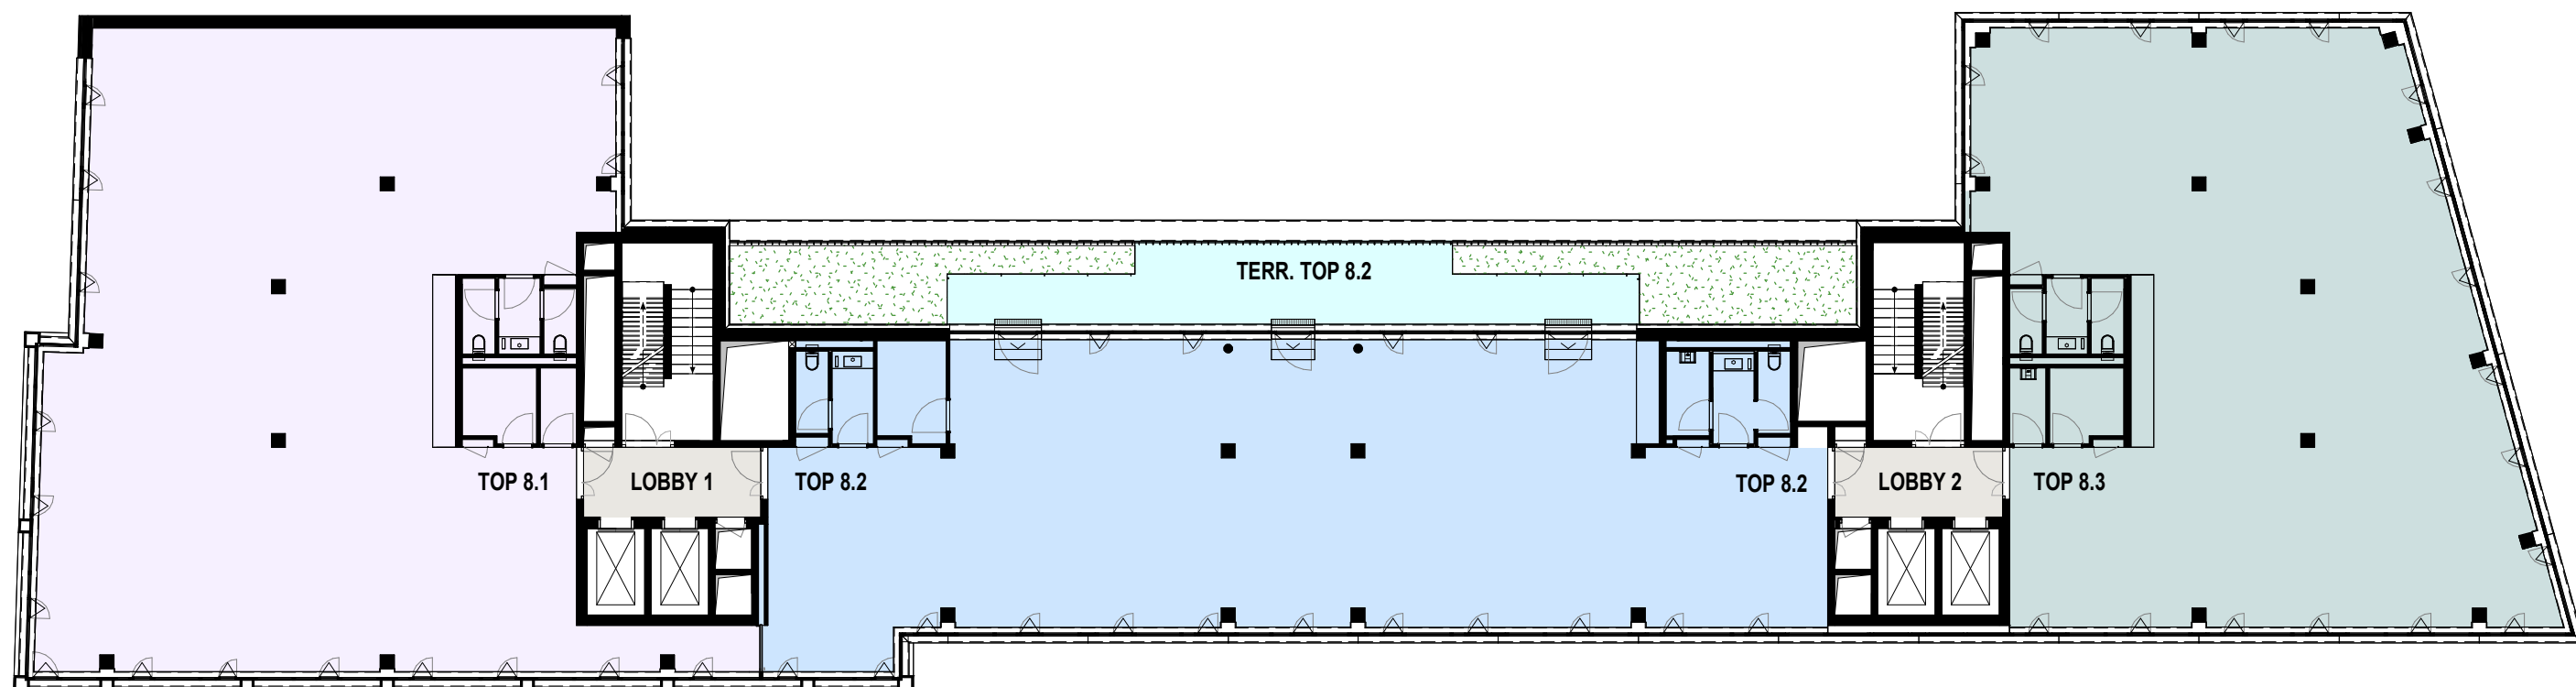 TERR. TOP 8.2
TOP 8.1
LOBBY 1
TOP 8.2
TOP 8.2
LOBBY 2
TOP 8.3